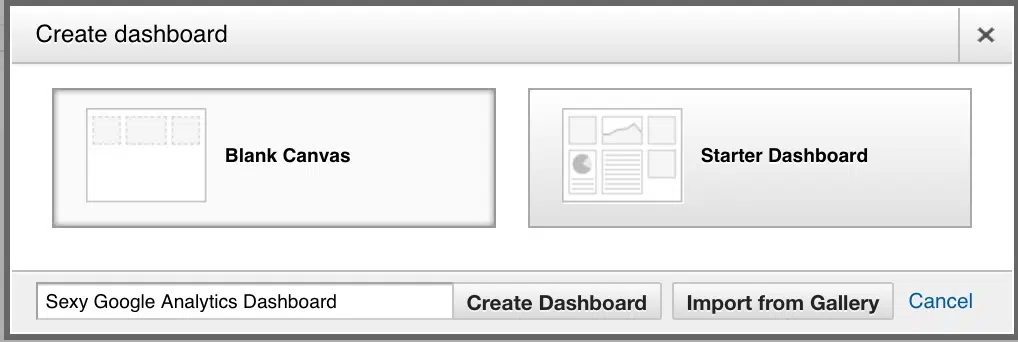 Create dashboard
Blank Canvas
Starter Dashboard
Sexy Google Analytics Dashboard
Create Dashboard
Import from Gallery
Cancel